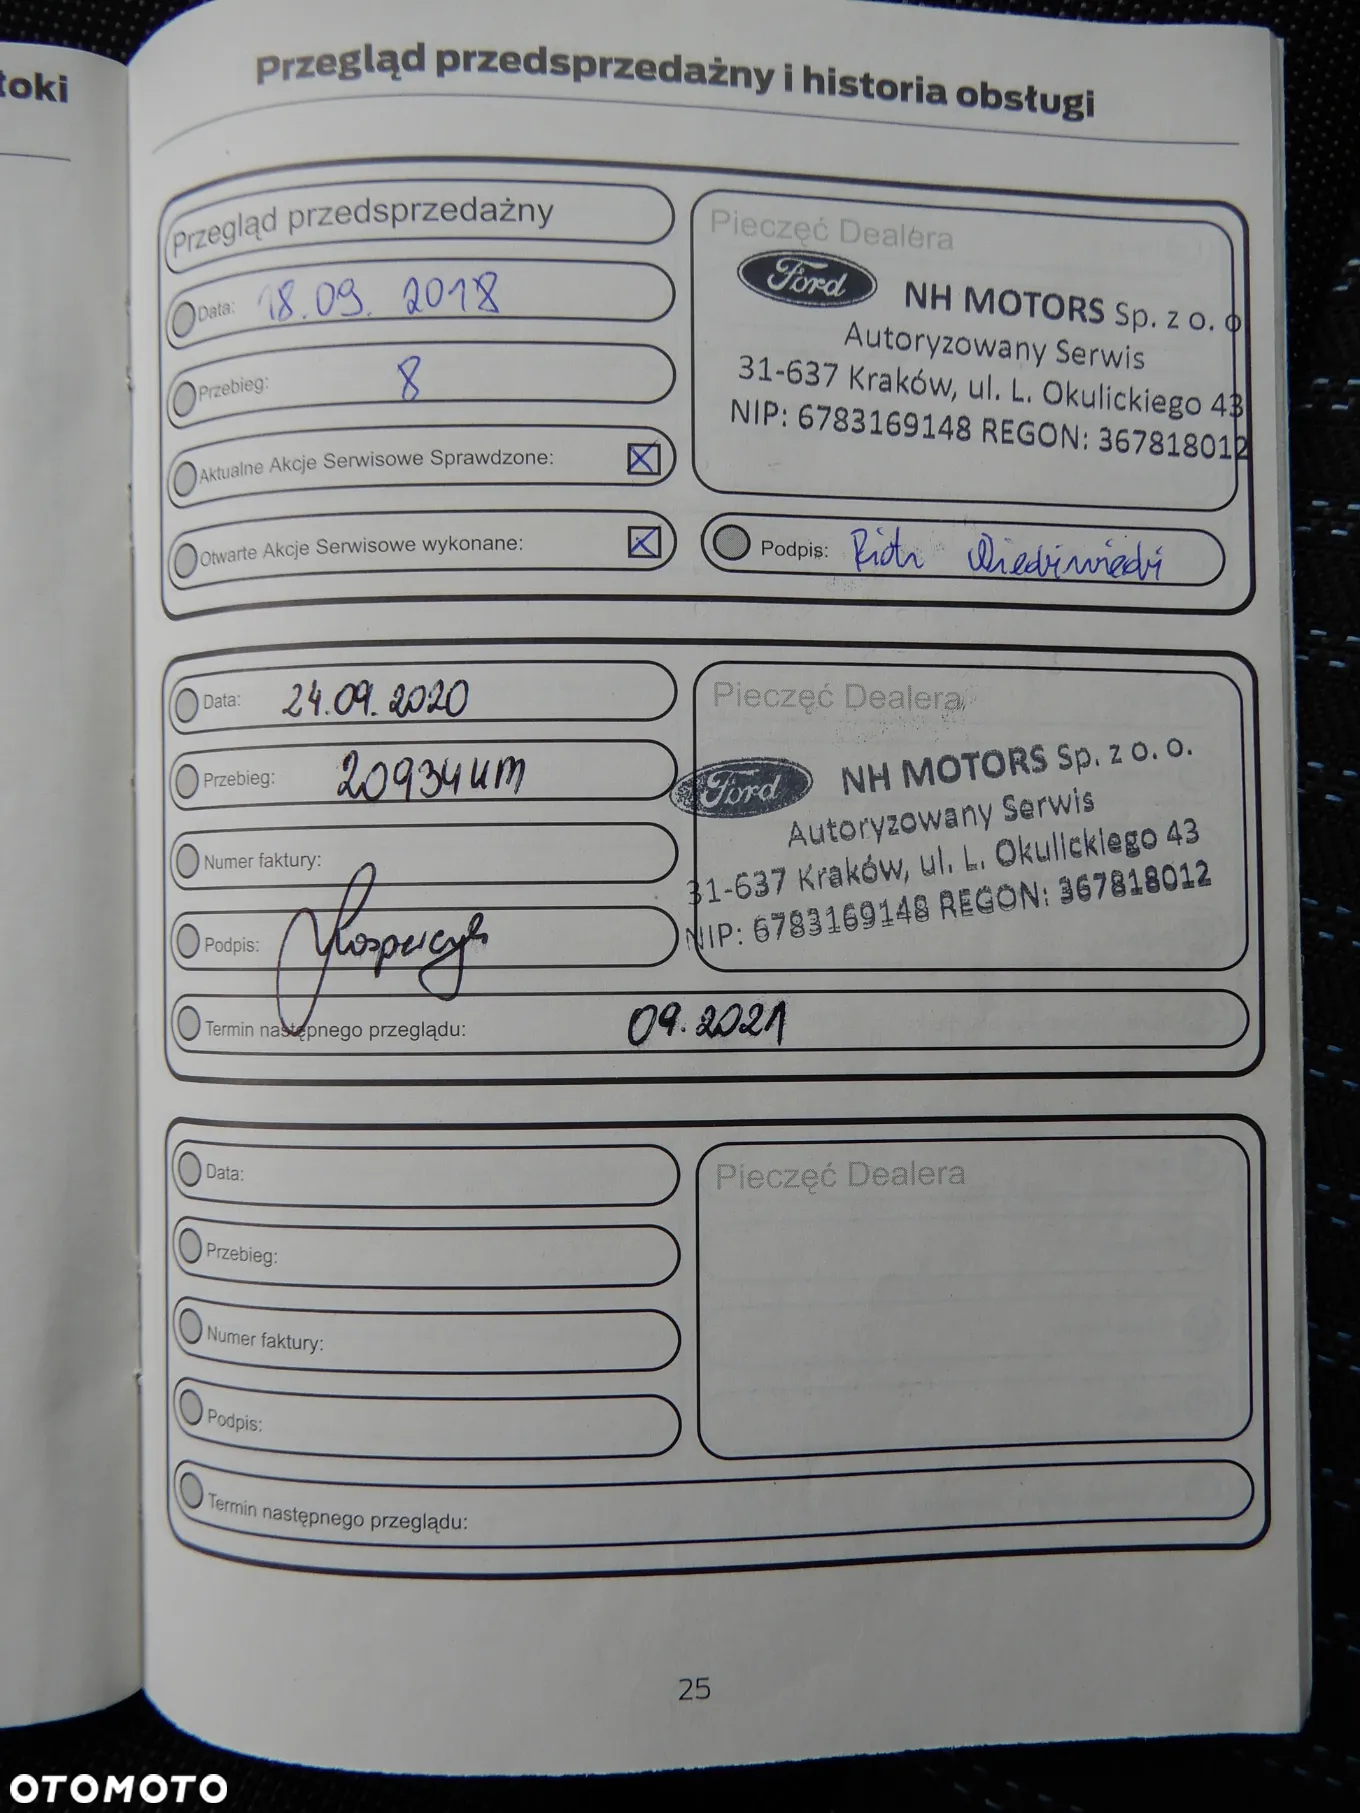 toki
Przegląd przedsprzedażny i historia obsługi
Przegląd przedsprzedażny
Data: 18.09. 2018
Przebieg: 8
Aktualne Akcje Serwisowe Sprawdzone:
Otwarte Akcje Serwisowe wykonane:
Pieczęć Dealera
Ford
NH MOTORS Sp. z o. o
Autoryzowany Serwis
31-637 Kraków, ul. L. Okulickiego 43
NIP: 6783169148 REGON: 367818012
Podpis: Piotr
Data: 24.09.2020
Przebieg: 20934 km
Numer faktury:
Podpis:
Pieczęć Dealera
Ford
NH MOTORS Sp. z o. o.
Autoryzowany Serwis
31-637 Kraków, ul. L. Okulickiego 43
NIP: 6783169148 REGON: 367818012
Termin następnego przeglądu: 09.2021
Data:
Przebieg:
Numer faktury:
Podpis:
Pieczęć Dealera
Termin następnego przeglądu:
25
OTOMOTO